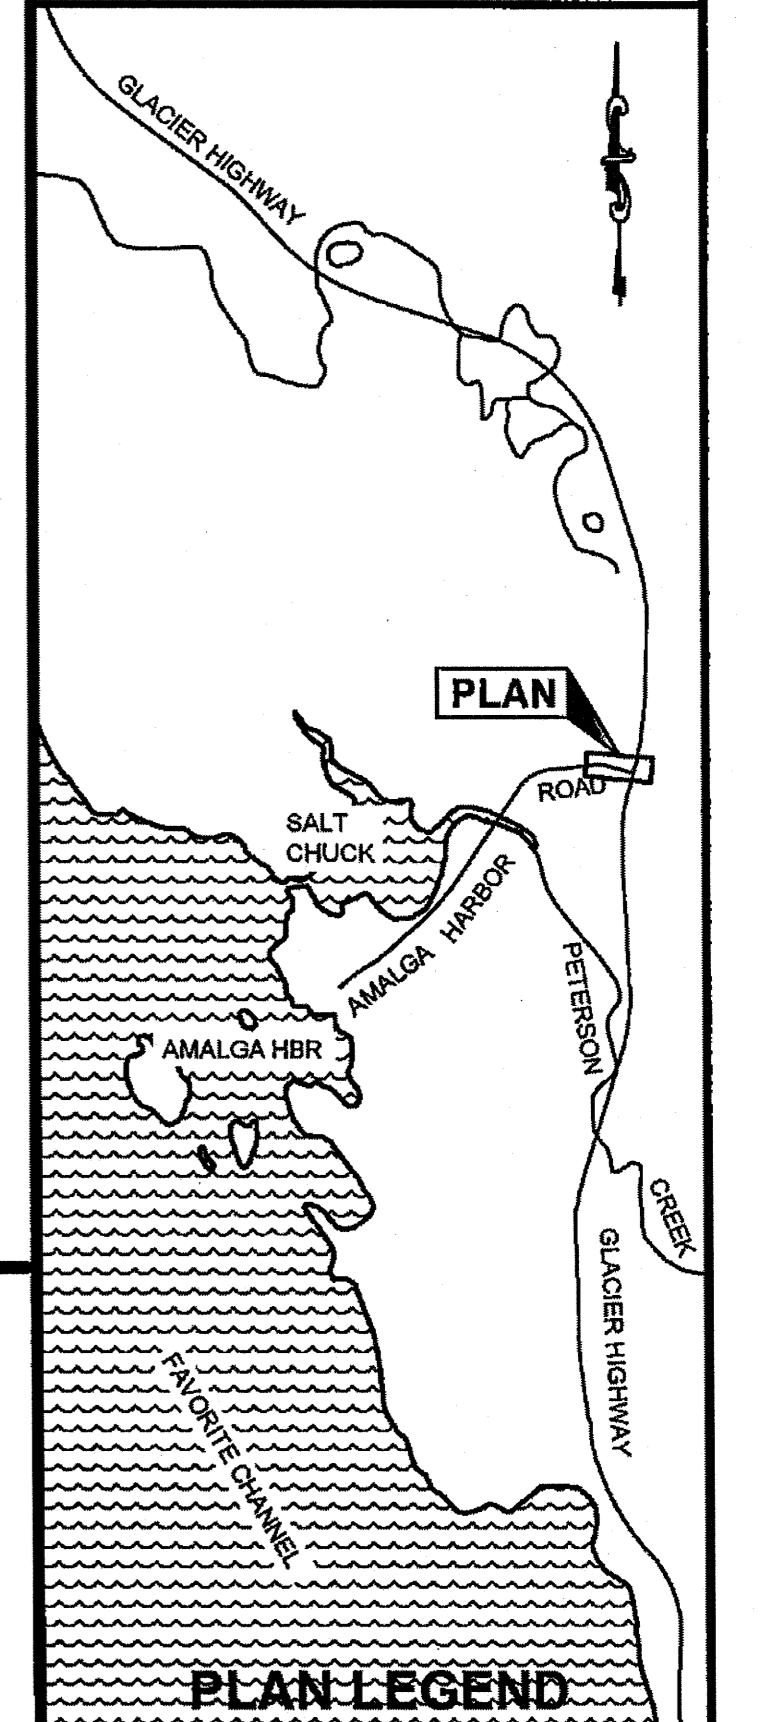 GLACIER HIGHWAY
PLAN
ROAD
SALT
CHUCK
AMALGA HARBOR
PETERSON
AMALGA HBR
CREEK
GLACIER HIGHWAY
FAVORITE CHANNEL
PLAN LEGEND